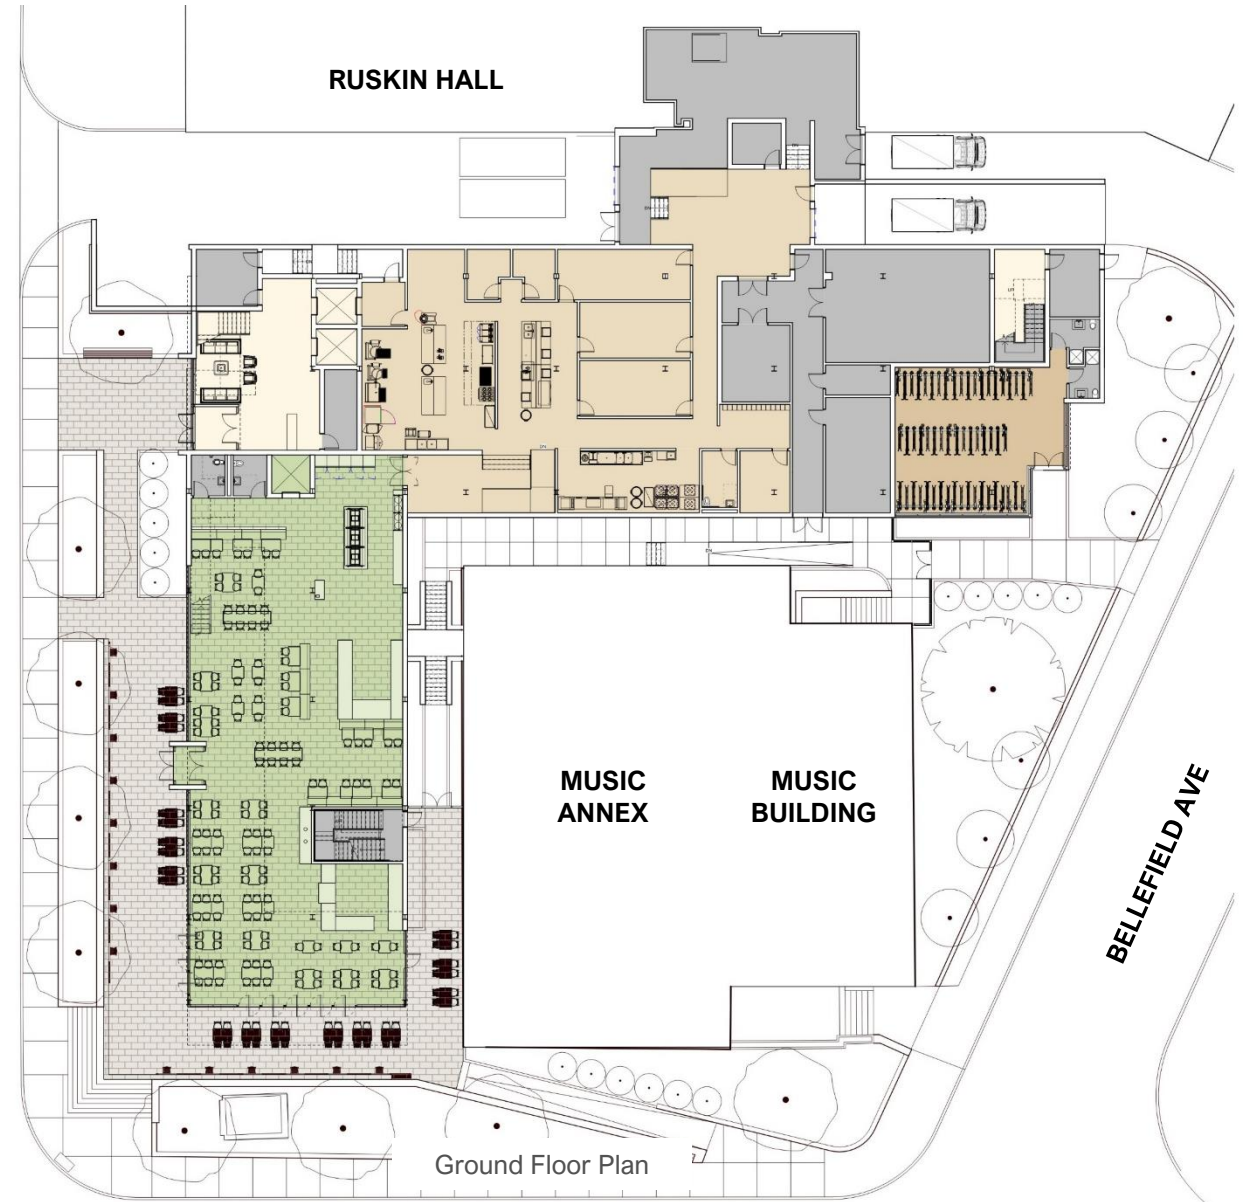 RUSKIN HALL
MUSIC
ANNEX
MUSIC
BUILDING
BELLEFIELD AVE
Ground Floor Plan